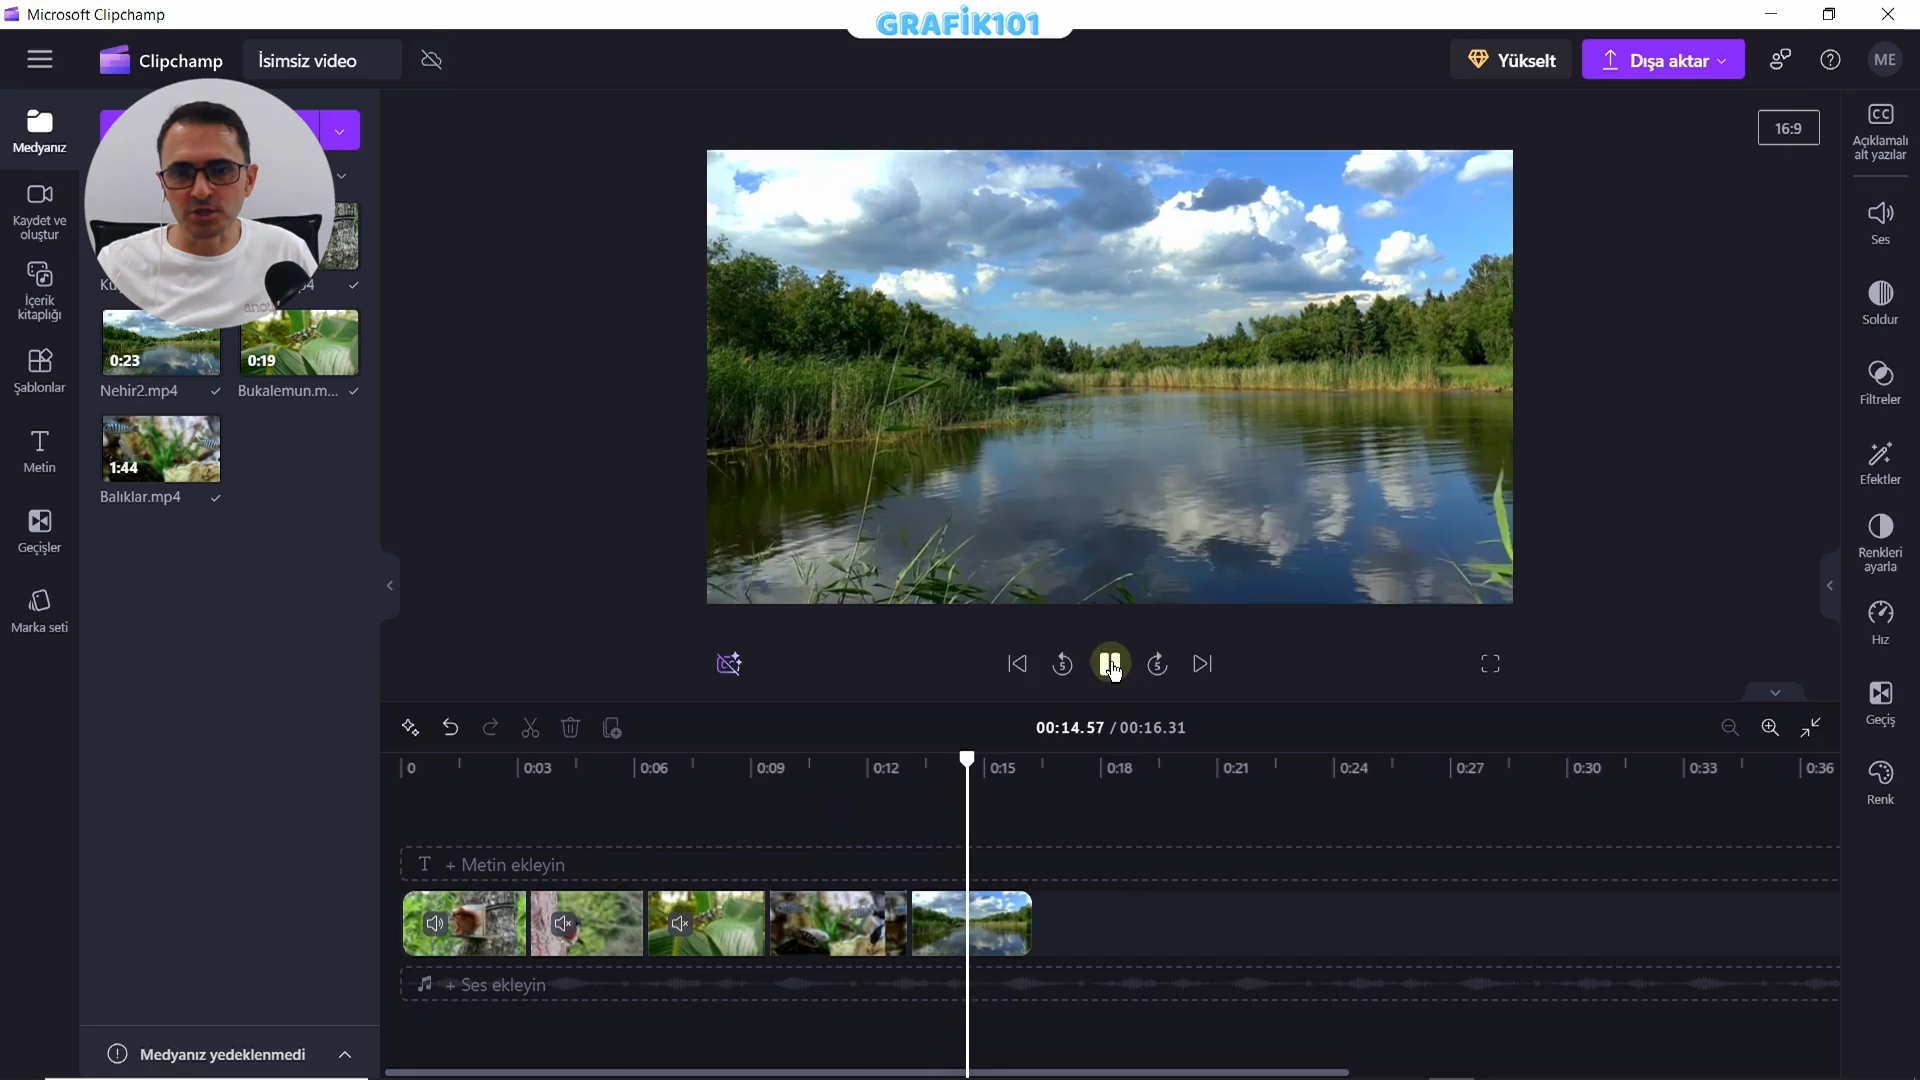 Microsoft Clipchamp
GRAFİK101
Clipchamp
İsimsiz video
Yükselt
Dışa aktar
ME
Medyanız
Kaydet ve
oluştur
İçerik
kitaplığı
Şablonlar
Metin
Geçişler
Marka seti
0:23
Nehir2.mp4
0:19
Bukalemun.m...
1:44
Balıklar.mp4
Medyanız yedeklenmedi
16:9
CC
Açıklamalı
alt yazılar
Ses
Soldur
Filtreler
Efektler
Renkleri
ayarla
Hız
Geçiş
Renk
5
5
00:14.57 / 00:16.31
0
0:03
0:06
0:09
0:12
0:15
0:18
0:21
0:24
0:27
0:30
0:33
0:36
T + Metin ekleyin
+ Ses ekleyin